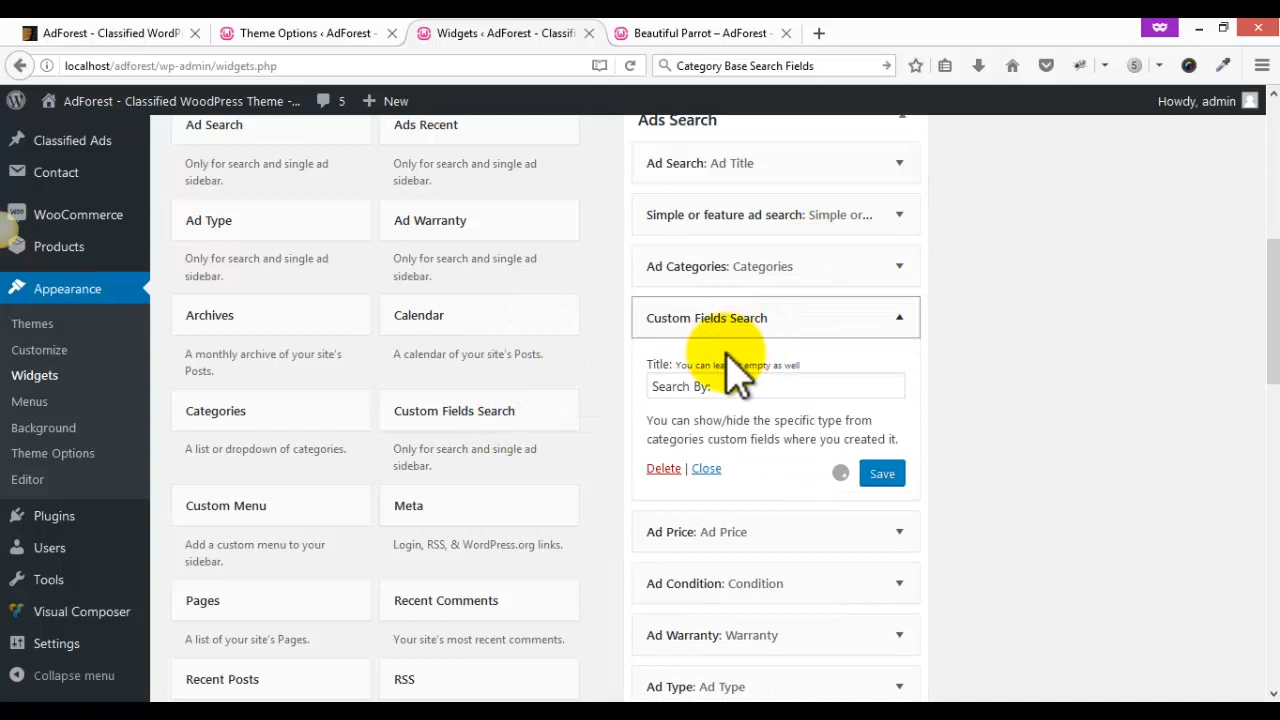 AdForest - Classified WordP
Theme Options ‹ AdForest -
Widgets ‹ AdForest - Classif
Beautiful Parrot – AdForest -
localhost/adforest/wp-admin/widgets.php
Category Base Search Fields
5
AdForest - Classified WoodPress Theme -...
5
New
Howdy, admin
Classified Ads
Contact
WooCommerce
Products
Appearance
Themes
Customize
Widgets
Menus
Background
Theme Options
Editor
Plugins
Users
Tools
Visual Composer
Settings
Collapse menu
Ad Search
Only for search and single ad
sidebar.
Ads Recent
Only for search and single ad
sidebar.
Ad Type
Only for search and single ad
sidebar.
Ad Warranty
Only for search and single ad
sidebar.
Archives
A monthly archive of your site's
Posts.
Calendar
A calendar of your site's Posts.
Categories
A list or dropdown of categories.
Custom Fields Search
Only for search and single ad
sidebar.
Custom Menu
Add a custom menu to your
sidebar.
Meta
Login, RSS, & WordPress.org links.
Pages
A list of your site's Pages.
Recent Comments
Your site's most recent comments.
Recent Posts
RSS
Ads Search
Ad Search: Ad Title
Simple or feature ad search: Simple or...
Ad Categories: Categories
Custom Fields Search
Title: You can empty as well
Search By:
You can show/hide the specific type from
categories custom fields where you created it.
Delete | Close
Save
Ad Price: Ad Price
Ad Condition: Condition
Ad Warranty: Warranty
Ad Type: Ad Type